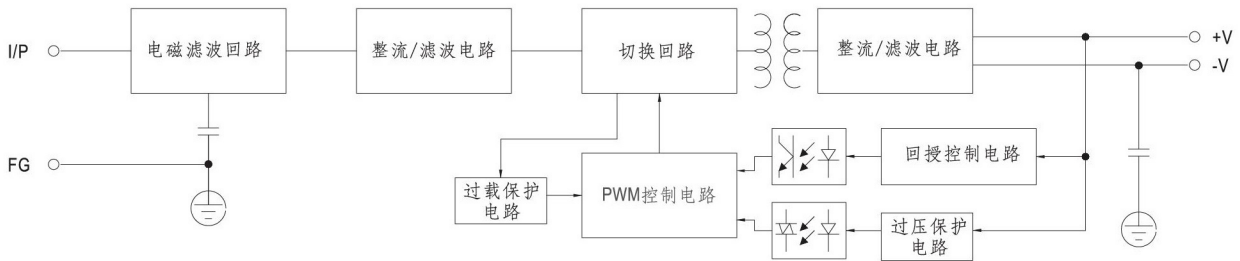 I/P
电磁滤波回路
整流/滤波电路
切换回路
整流/滤波电路
+V
-V
FG
过载保护
电路
PWM控制电路
回授控制电路
过压保护
电路